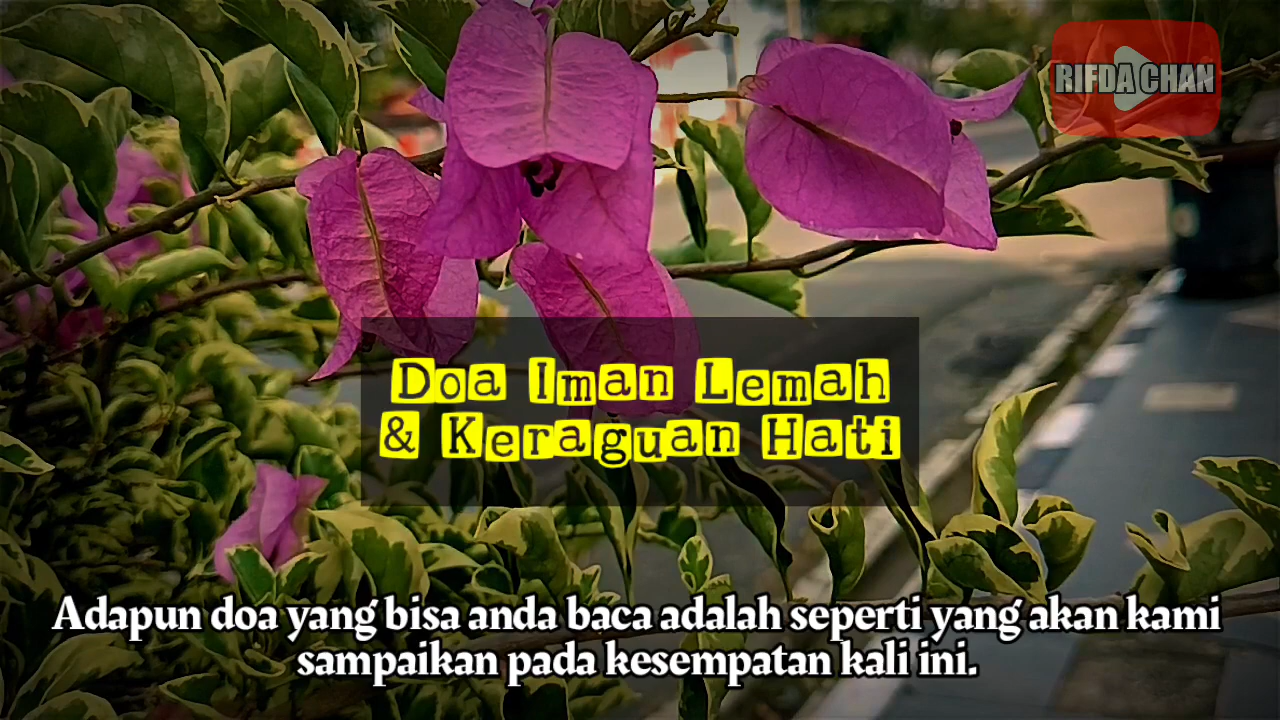 RIFDA CHAN
Doa Iman Lemah
& Keraguan Hati
Adapun doa yang bisa anda baca adalah seperti yang akan kami
sampaikan pada kesempatan kali ini.